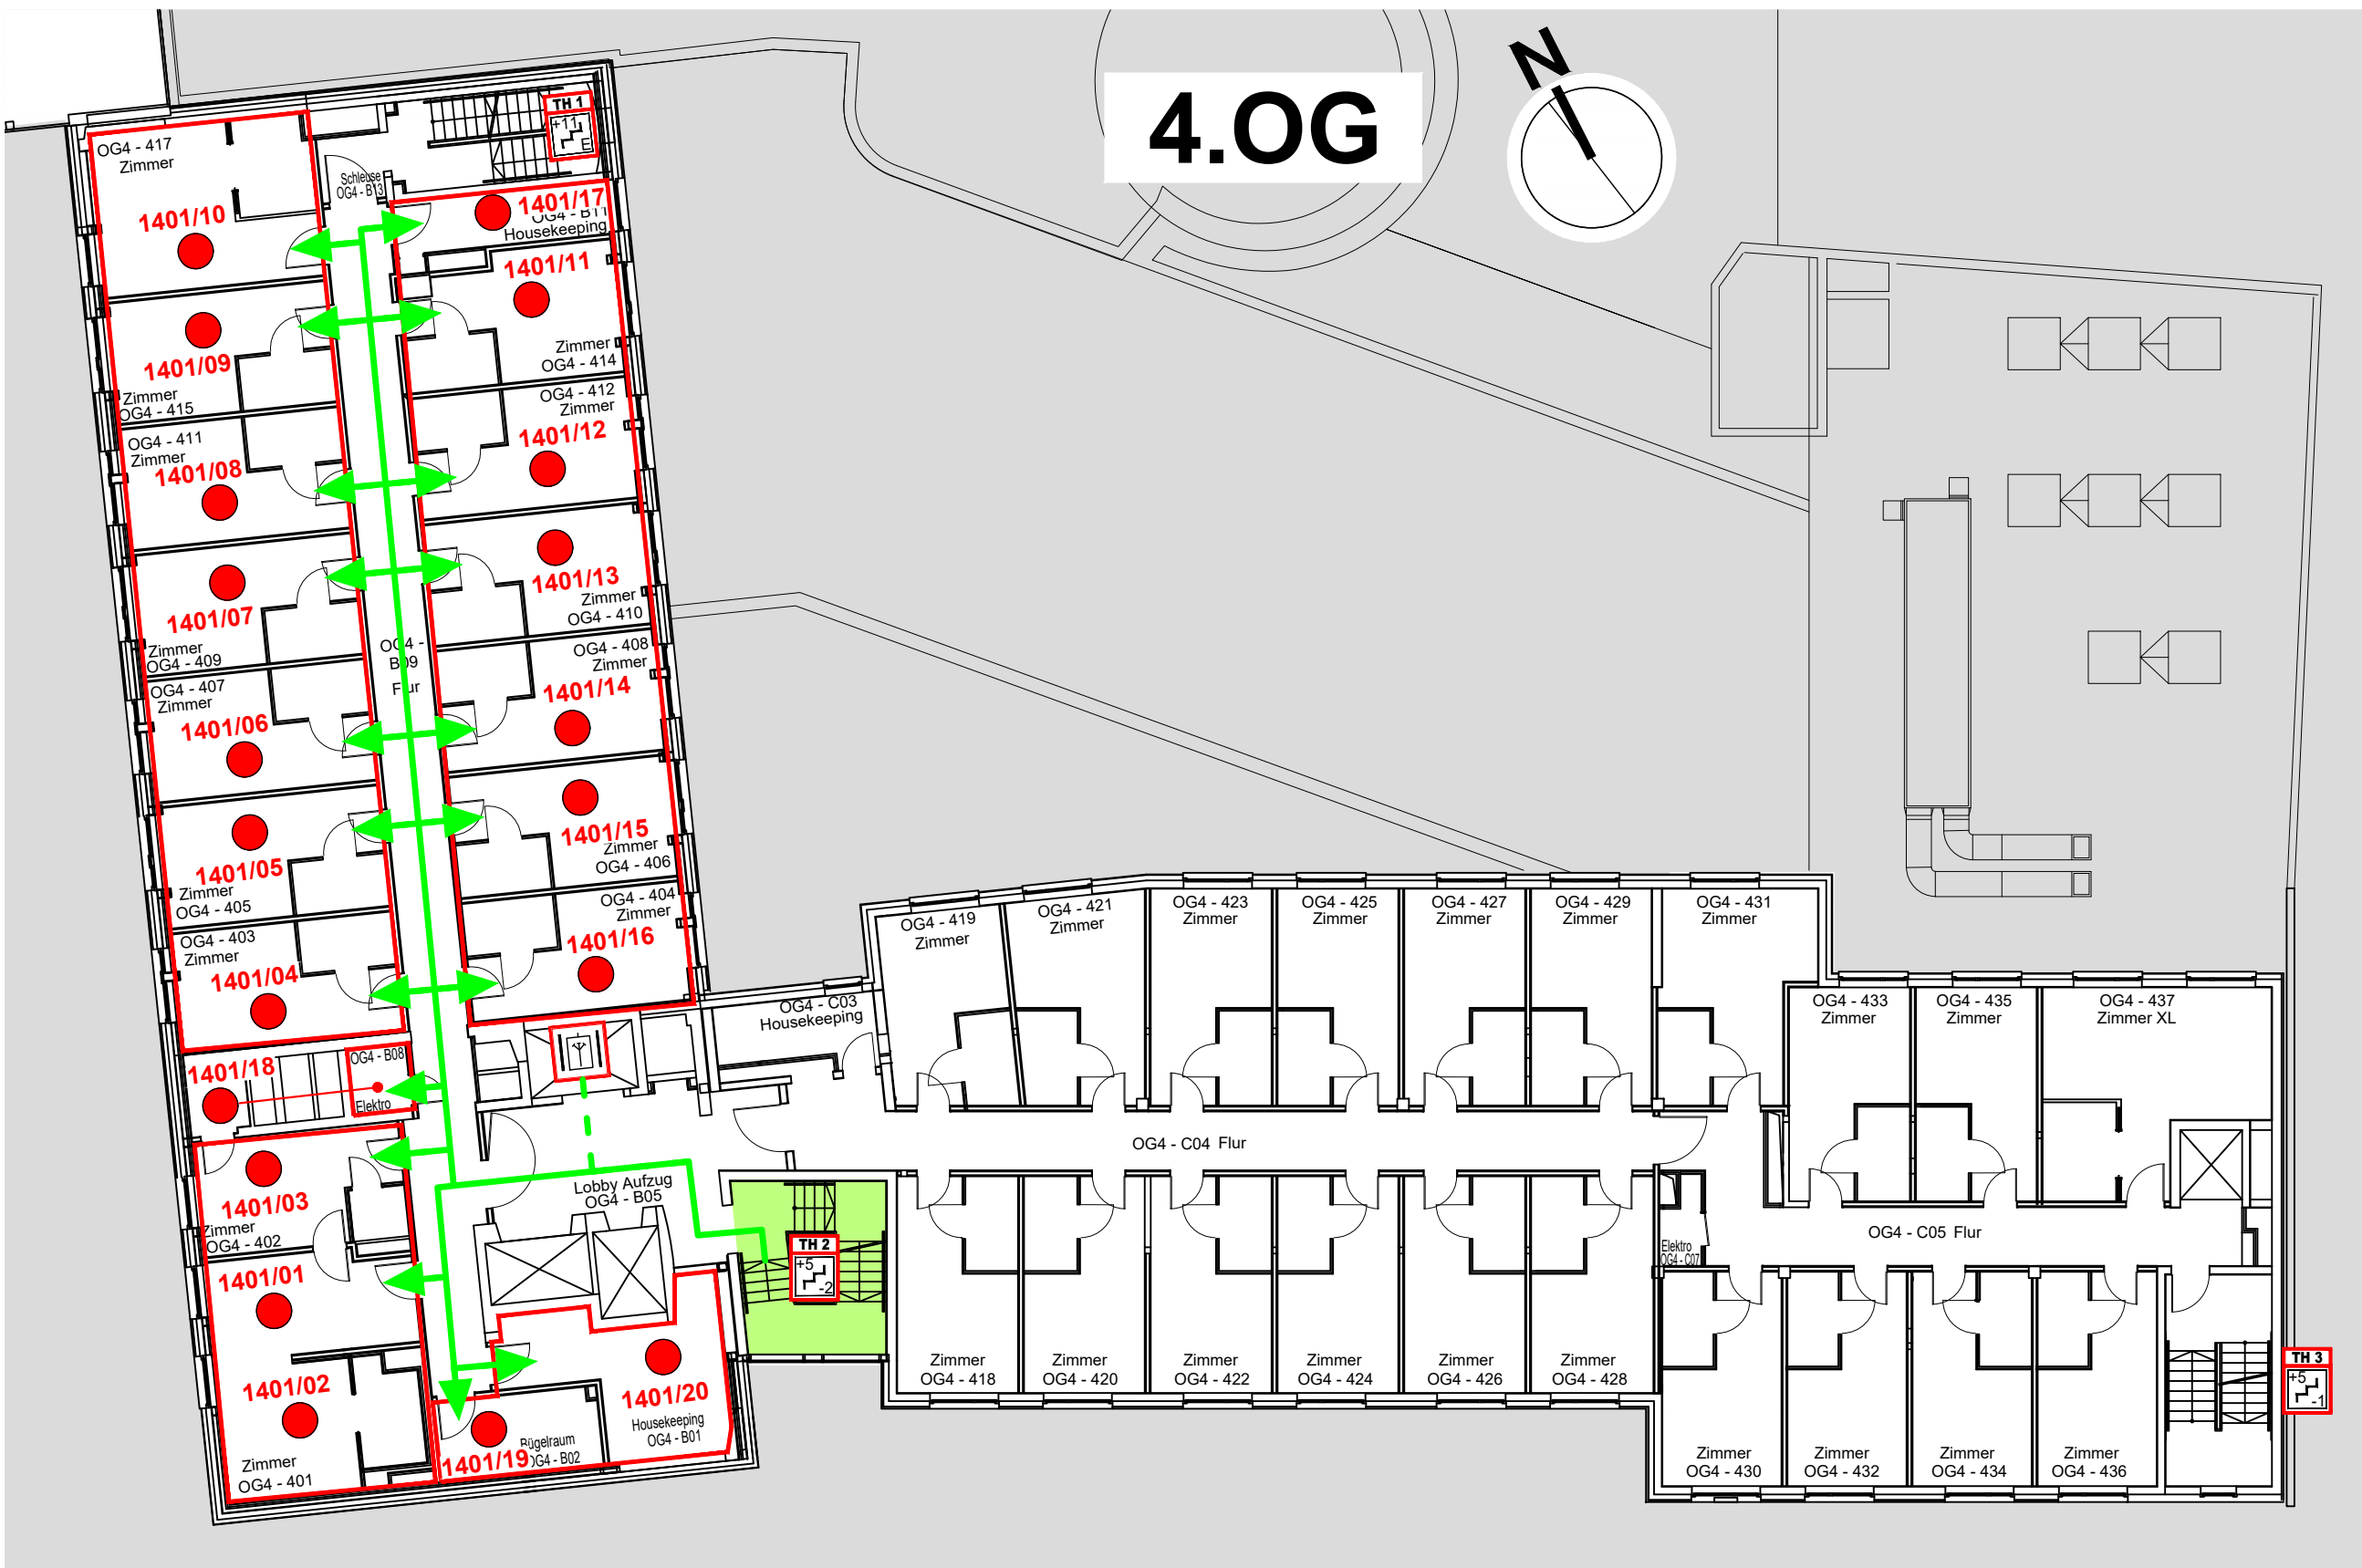 4.OG
N
TH 1
+11
E
OG4 - 417
Zimmer
1401/10
Schleuse
OG4 - B13
1401/17
OG4 - B11
Housekeeping
1401/11
Zimmer
OG4 - 414
1401/09
Zimmer
OG4 - 415
OG4 - 412
Zimmer
1401/12
OG4 - 411
Zimmer
1401/08
1401/13
Zimmer
OG4 - 410
1401/07
Zimmer
OG4 - 409
OG4 -
B09
Flur
OG4 - 408
Zimmer
1401/14
OG4 - 407
Zimmer
1401/06
1401/15
Zimmer
OG4 - 406
1401/05
Zimmer
OG4 - 405
OG4 - 404
Zimmer
1401/16
OG4 - 403
Zimmer
1401/04
OG4 - C03
Housekeeping
1401/18
OG4 - B08
Elektro
1401/03
Zimmer
OG4 - 402
Lobby Aufzug
OG4 - B05
1401/01
1401/02
Zimmer
OG4 - 401
1401/19
Bügelraum
OG4 - B02
1401/20
Housekeeping
OG4 - B01
TH 2
+5
-2
OG4 - 419
Zimmer
OG4 - 421
Zimmer
OG4 - 423
Zimmer
OG4 - 425
Zimmer
OG4 - 427
Zimmer
OG4 - 429
Zimmer
OG4 - 431
Zimmer
OG4 - 433
Zimmer
OG4 - 435
Zimmer
OG4 - 437
Zimmer XL
OG4 - C04 Flur
OG4 - C05 Flur
Elektro
OG4 - C07
Zimmer
OG4 - 418
Zimmer
OG4 - 420
Zimmer
OG4 - 422
Zimmer
OG4 - 424
Zimmer
OG4 - 426
Zimmer
OG4 - 428
Zimmer
OG4 - 430
Zimmer
OG4 - 432
Zimmer
OG4 - 434
Zimmer
OG4 - 436
TH 3
+5
-1